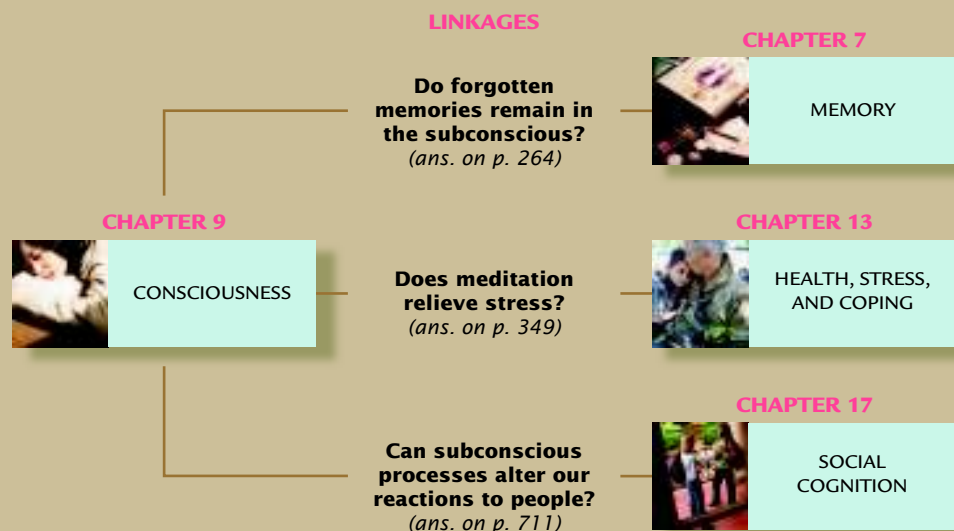 LINKAGES
CHAPTER 7
Do forgotten
memories remain in
the subconscious?
(ans. on p. 264)
MEMORY
CHAPTER 9
CONSCIOUSNESS
CHAPTER 13
Does meditation
relieve stress?
(ans. on p. 349)
HEALTH, STRESS,
AND COPING
CHAPTER 17
Can subconscious
processes alter our
reactions to people?
(ans. on p. 711)
SOCIAL
COGNITION